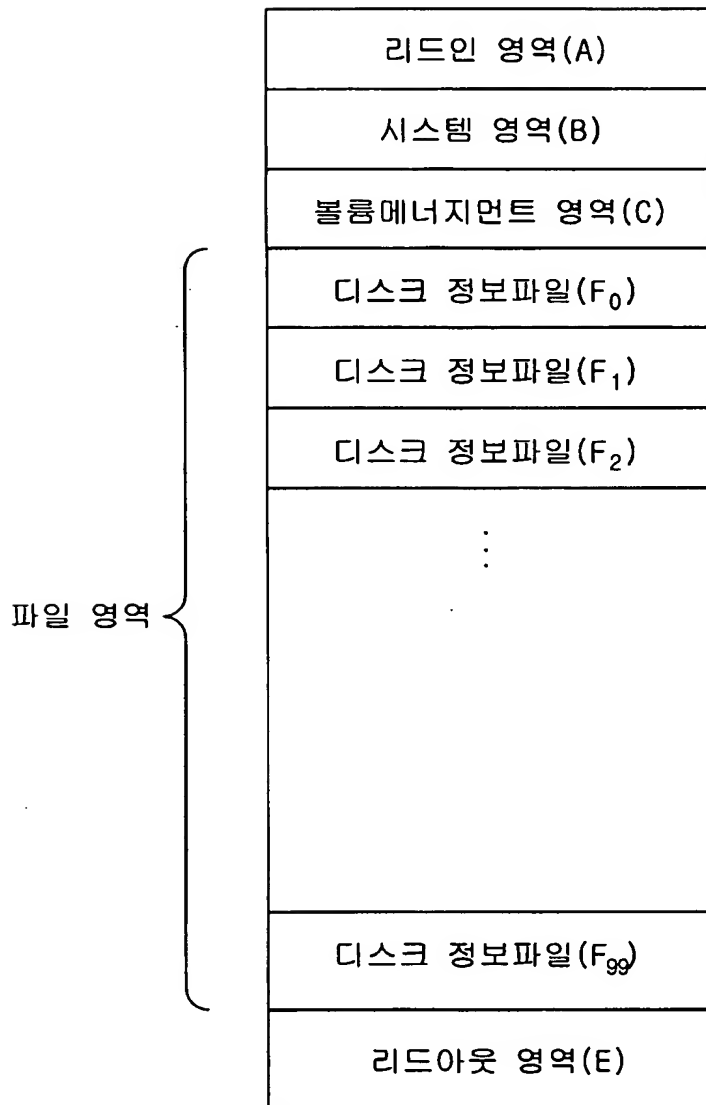 리드인 영역(A)
시스템 영역(B)
볼륨메너지먼트 영역(C)
디스크 정보파일(F₀)
디스크 정보파일(F₁)
디스크 정보파일(F₂)
⋮
파일 영역
디스크 정보파일(F₉₉)
리드아웃 영역(E)